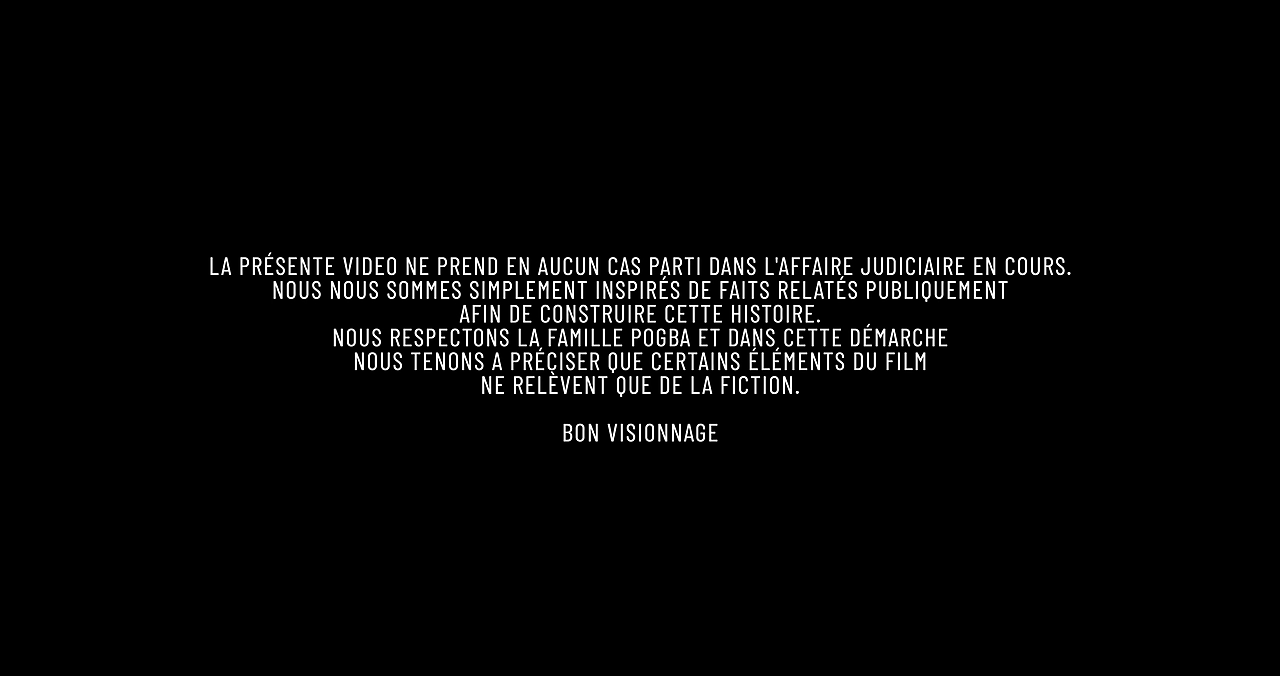 LA PRÉSENTE VIDEO NE PREND EN AUCUN CAS PARTI DANS L'AFFAIRE JUDICIAIRE EN COURS.
NOUS NOUS SOMMES SIMPLEMENT INSPIRÉS DE FAITS RELATÉS PUBLIQUEMENT
AFIN DE CONSTRUIRE CETTE HISTOIRE.
NOUS RESPECTONS LA FAMILLE POGBA ET DANS CETTE DÉMARCHE
NOUS TENONS A PRÉCISER QUE CERTAINS ÉLÉMENTS DU FILM
NE RELÈVENT QUE DE LA FICTION.
BON VISIONNAGE